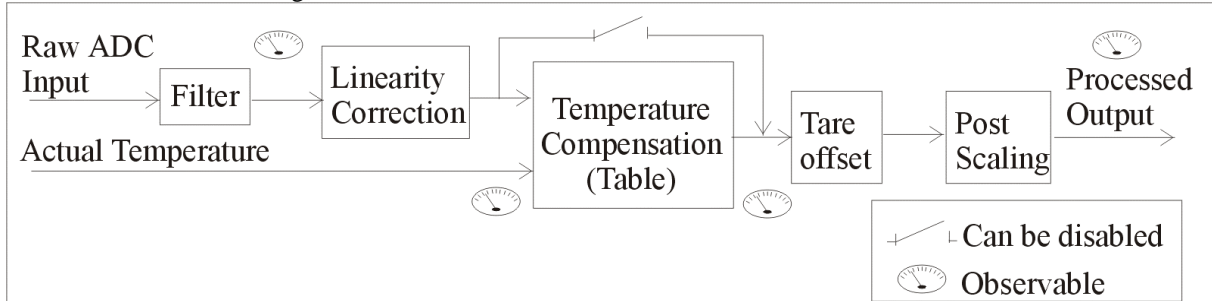 Raw ADC
Input
Filter
Linearity
Correction
Actual Temperature
Temperature
Compensation
(Table)
Tare
offset
Post
Scaling
Processed
Output
Can be disabled
Observable